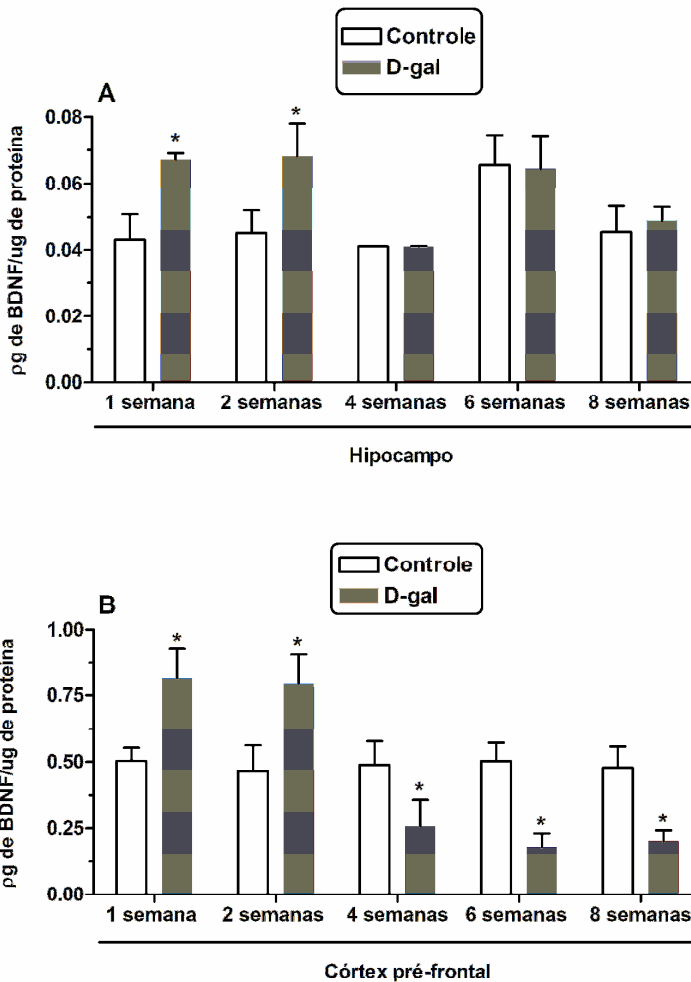 Controle
D-gal
A
* *
0.08
0.06
0.04
0.02
0.00
ρg de BDNF/ug de proteína
1 semana 2 semanas 4 semanas 6 semanas 8 semanas
Hipocampo
Controle
D-gal
B
* * * * *
1.00
0.75
0.50
0.25
0.00
ρg de BDNF/ug de proteína
1 semana 2 semanas 4 semanas 6 semanas 8 semanas
Córtex pré-frontal